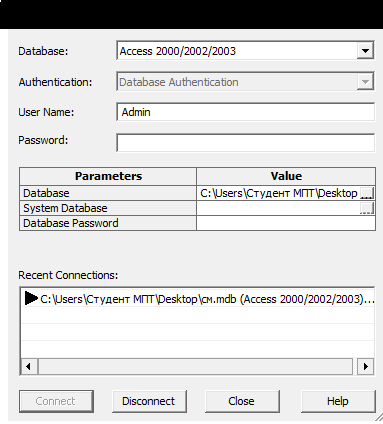 Database: Access 2000/2002/2003
Authentication: Database Authentication
User Name: Admin
Password:
Parameters Value
Database C:\Users\Студент МПТ\Desktop ...
System Database ...
Database Password
Recent Connections:
C:\Users\Студент МПТ\Desktop\см.mdb (Access 2000/2002/2003)...
Connect Disconnect Close Help